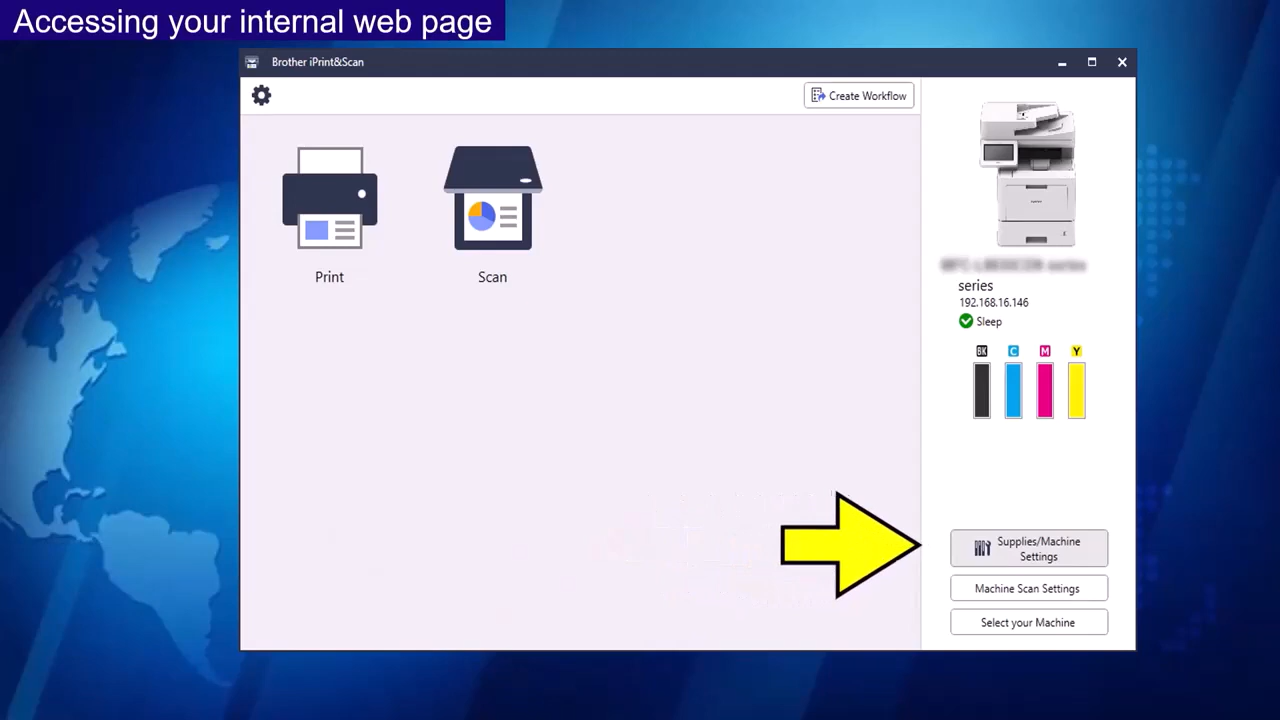 Accessing your internal web page
Brother iPrint&Scan
Create Workflow
Print
Scan
series
series
192.168.16.146
Sleep
BK
C
M
Y
Supplies/Machine
Settings
Machine Scan Settings
Select your Machine